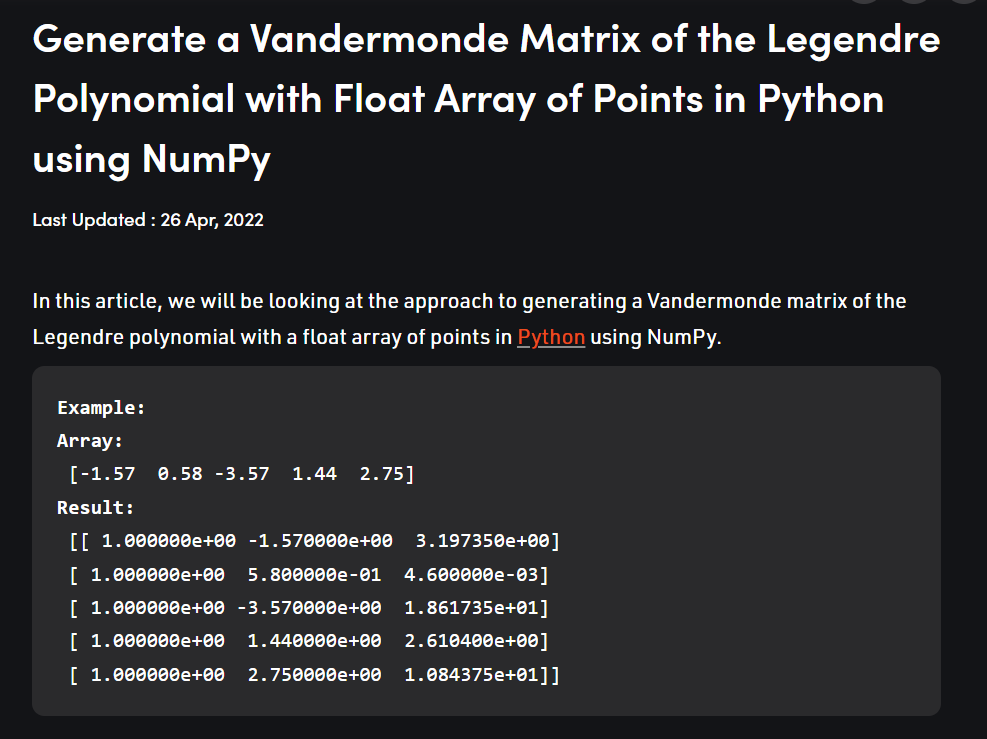 Generate a Vandermonde Matrix of the Legendre
Polynomial with Float Array of Points in Python
using NumPy
Last Updated : 26 Apr, 2022
In this article, we will be looking at the approach to generating a Vandermonde matrix of the
Legendre polynomial with a float array of points in Python using NumPy.
Example:
Array:
[-1.57  0.58 -3.57  1.44  2.75]
Result:
[[ 1.000000e+00 -1.570000e+00  3.197350e+00]
[ 1.000000e+00  5.800000e-01  4.600000e-03]
[ 1.000000e+00 -3.570000e+00  1.861735e+01]
[ 1.000000e+00  1.440000e+00  2.610400e+00]
[ 1.000000e+00  2.750000e+00  1.084375e+01]]